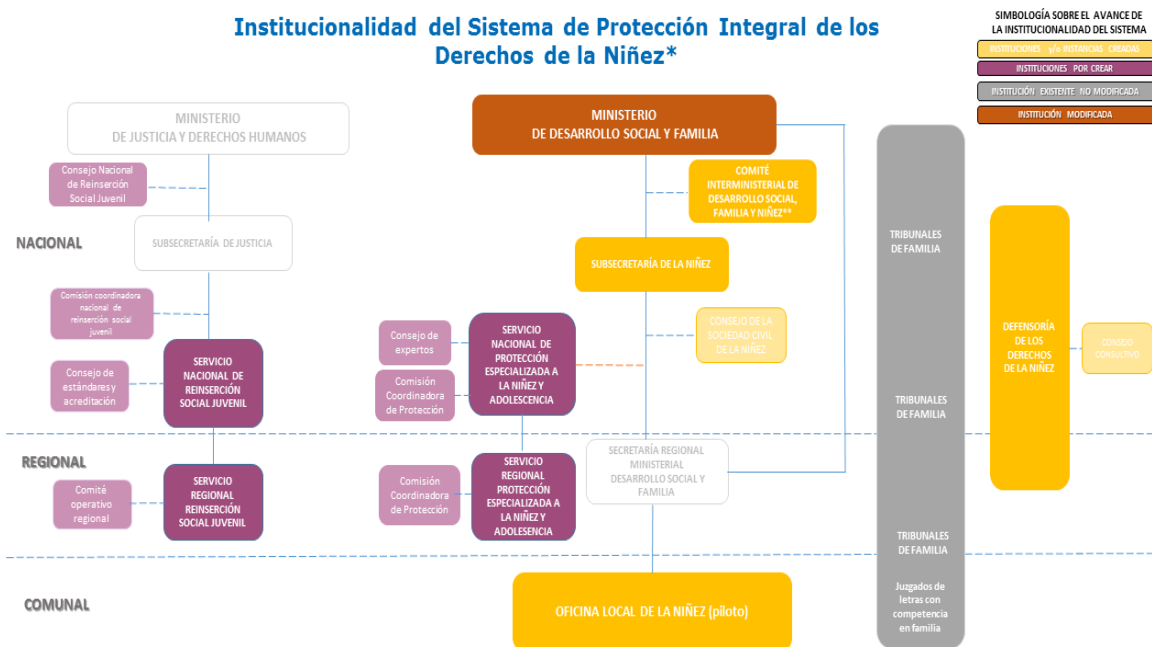 Institucionalidad del Sistema de Protección Integral de los
Derechos de la Niñez*
SIMBOLOGÍA SOBRE EL AVANCE DE
LA INSTITUCIONALIDAD DEL SISTEMA
INSTITUCIONES y/o INSTANCIAS CREADAS
INSTITUCIONES POR CREAR
INSTITUCIÓN EXISTENTE NO MODIFICADA
INSTITUCIÓN MODIFICADA
MINISTERIO
DE JUSTICIA Y DERECHOS HUMANOS
MINISTERIO
DE DESARROLLO SOCIAL Y FAMILIA
Consejo Nacional
de Reinserción
Social Juvenil
COMITÉ
INTERMINISTERIAL DE
DESARROLLO SOCIAL,
FAMILIA Y NIÑEZ**
NACIONAL
SUBSECRETARÍA DE JUSTICIA
SUBSECRETARÍA DE LA NIÑEZ
TRIBUNALES
DE FAMILIA
Comisión coordinadora
nacional de
reinserción social
juvenil
Consejo de
expertos
SERVICIO
NACIONAL DE
PROTECCIÓN
ESPECIALIZADA A
LA NIÑEZ Y
ADOLESCENCIA
CONSEJO DE LA
SOCIEDAD CIVIL
DE LA NIÑEZ
DEFENSORÍA
DE LOS
DERECHOS
DE LA NIÑEZ
CONSEJO
CONSULTIVO
Consejo de
estándares y
acreditación
SERVICIO
NACIONAL DE
REINSERCIÓN
SOCIAL JUVENIL
Comisión
Coordinadora
de Protección
TRIBUNALES
DE FAMILIA
REGIONAL
Comité
operativo
regional
SERVICIO
REGIONAL
REINSERCIÓN
SOCIAL JUVENIL
Comisión
Coordinadora
de Protección
SERVICIO
REGIONAL
PROTECCIÓN
ESPECIALIZADA A
LA NIÑEZ Y
ADOLESENCIA
SECRETARÍA REGIONAL
MINISTERIAL
DESARROLLO SOCIAL Y
FAMILIA
TRIBUNALES
DE FAMILIA
COMUNAL
OFICINA LOCAL DE LA NIÑEZ (piloto)
Juzgados de
letras con
competencia
en familia